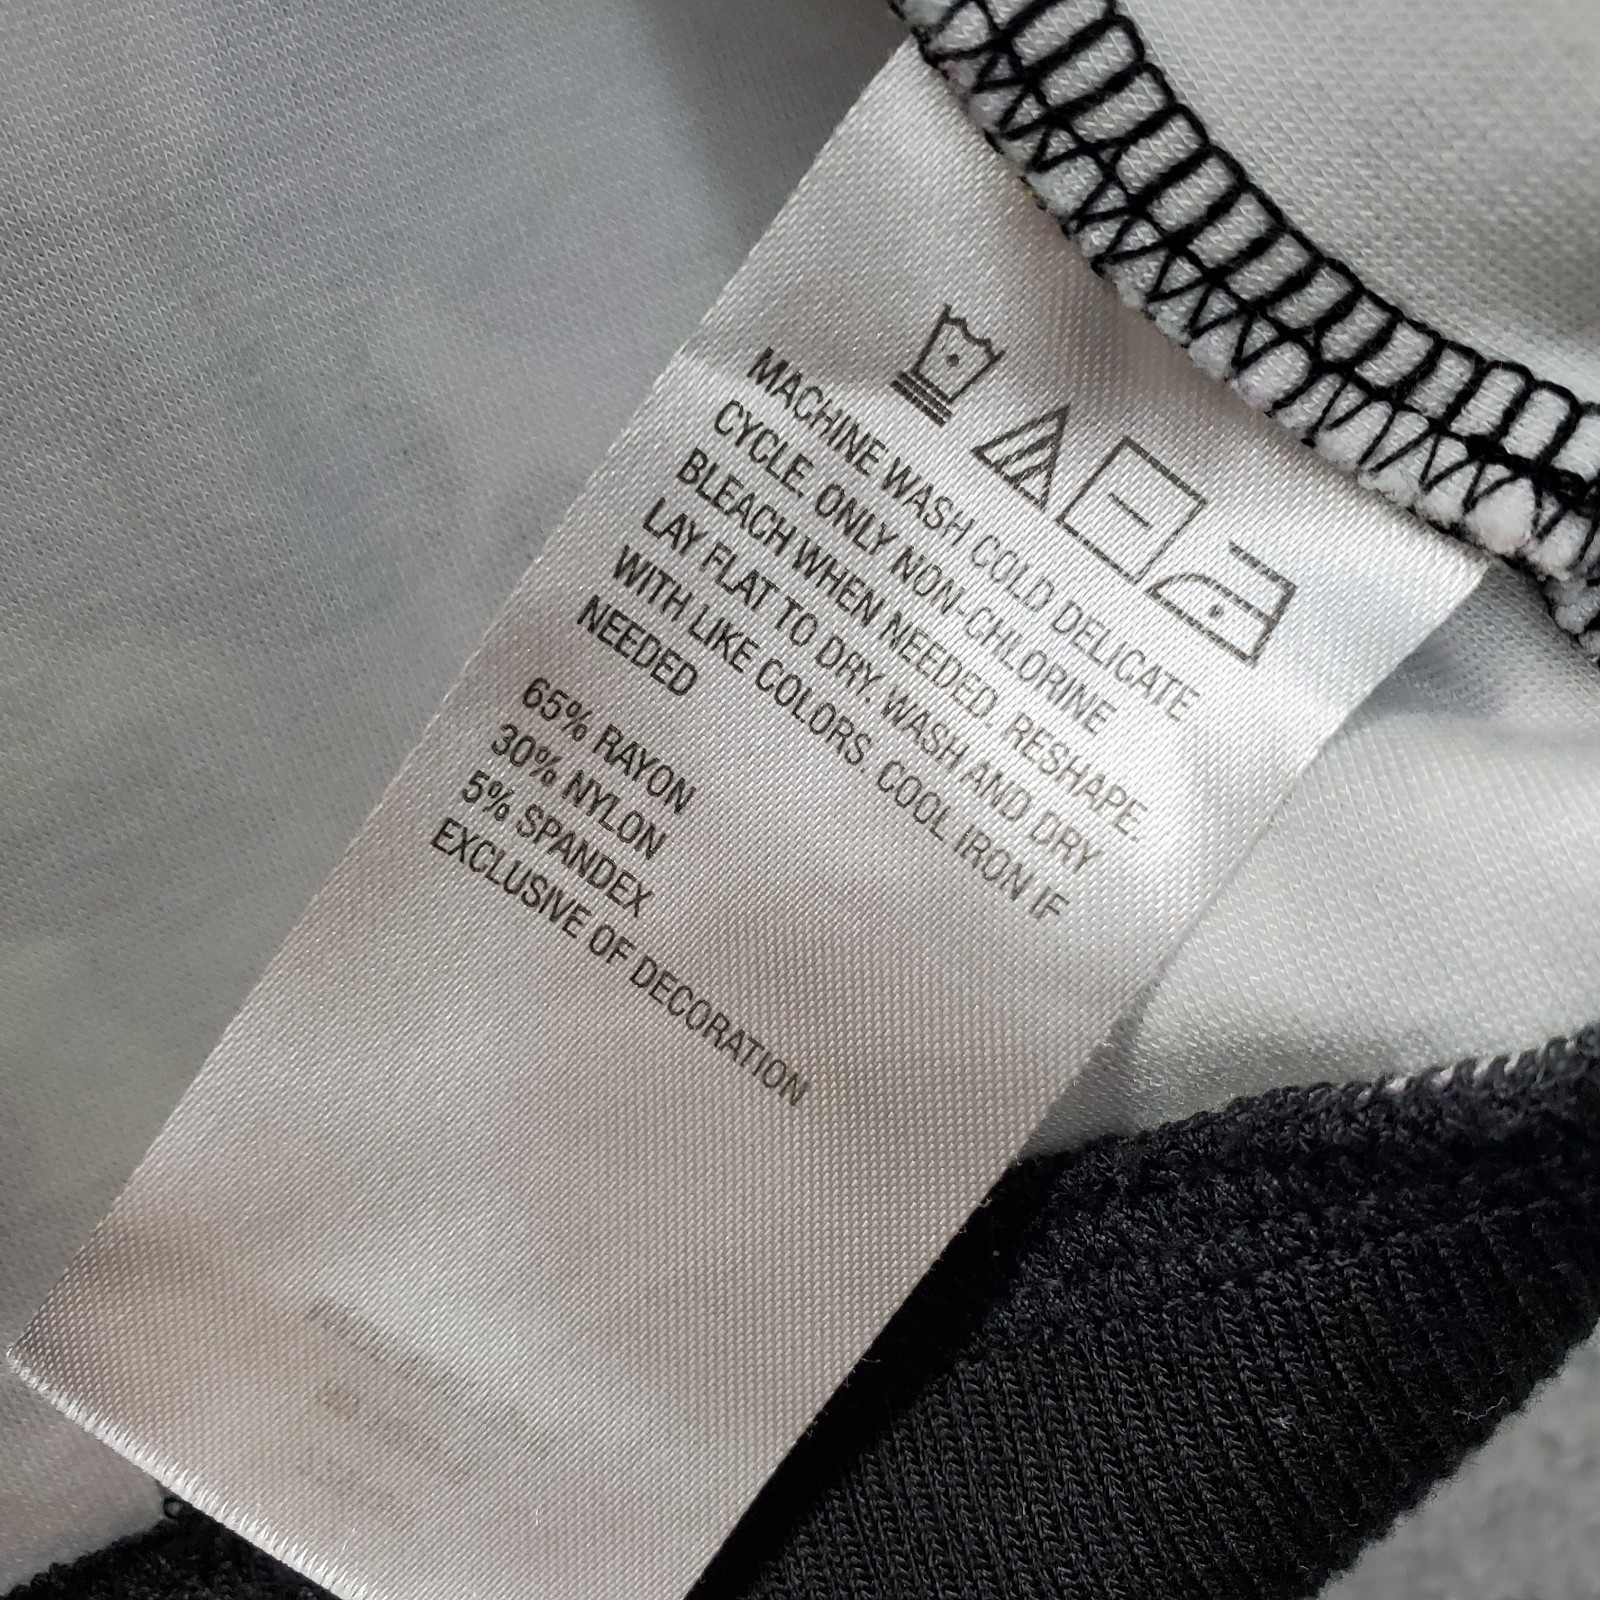 MACHINE WASH COLD DELICATE
CYCLE. ONLY NON-CHLORINE
BLEACH WHEN NEEDED. RESHAPE.
LAY FLAT TO DRY. WASH AND DRY
WITH LIKE COLORS. COOL IRON IF
NEEDED
65% RAYON
30% NYLON
5% SPANDEX
EXCLUSIVE OF DECORATION